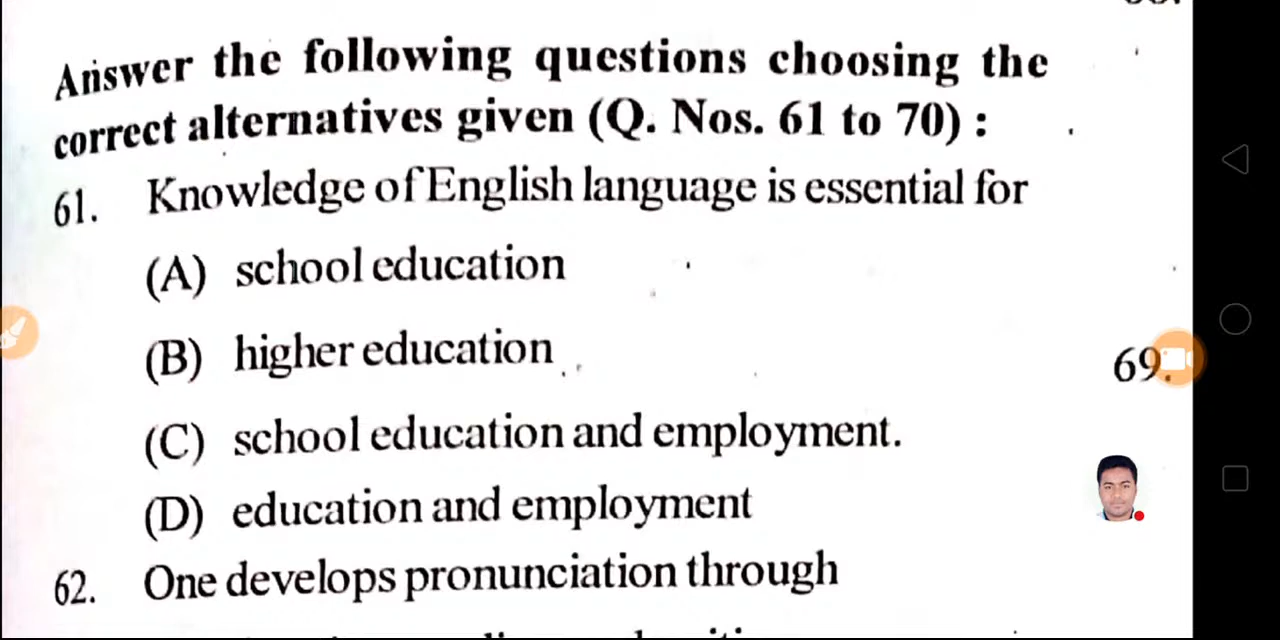 Answer the following questions choosing the
correct alternatives given (Q. Nos. 61 to 70) :
61. Knowledge of English language is essential for
(A) school education
(B) higher education
(C) school education and employment.
(D) education and employment
69.
62. One develops pronunciation through